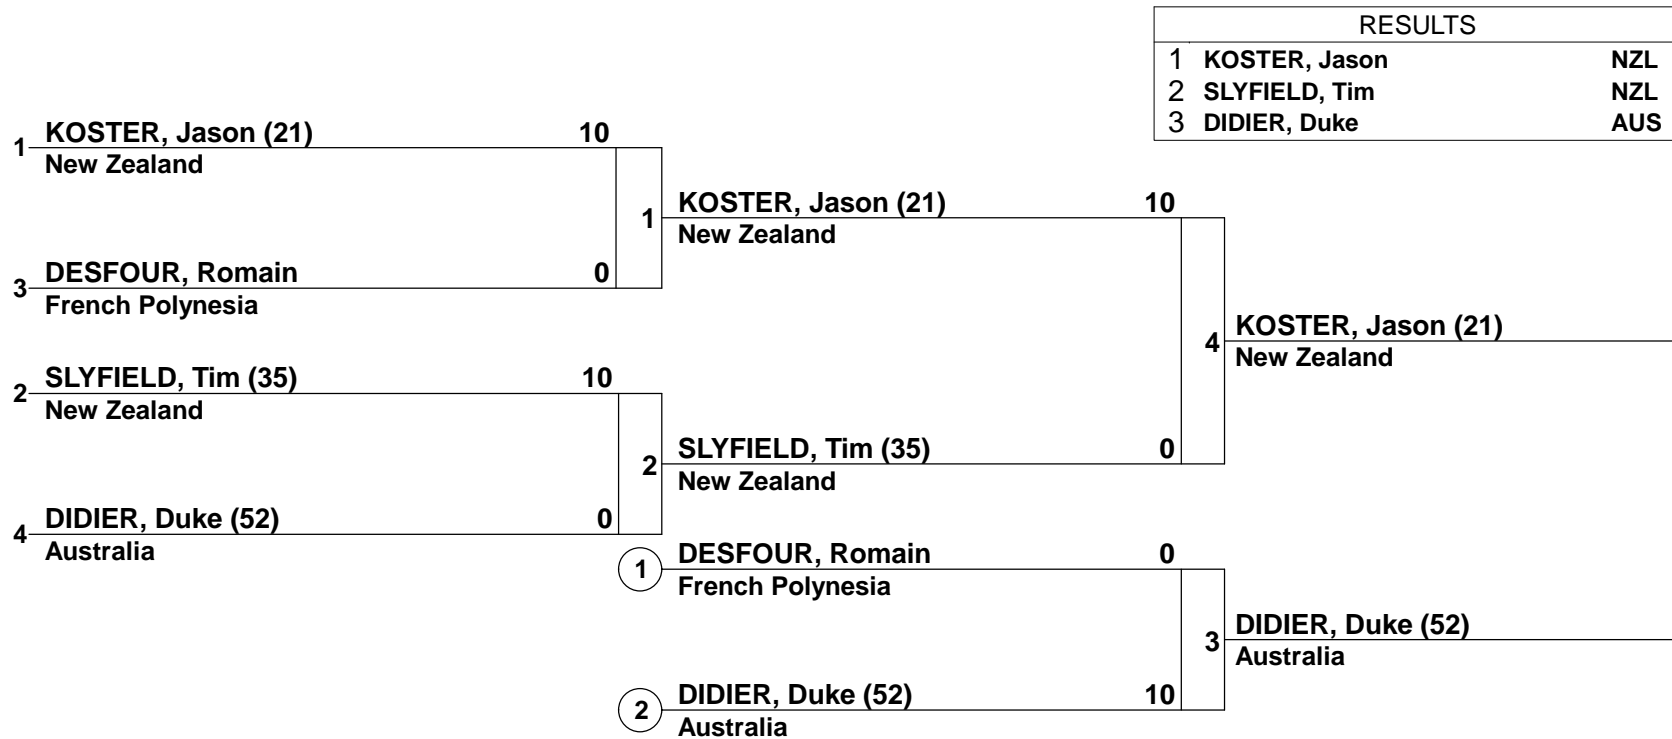 RESULTS
1 KOSTER, Jason NZL
2 SLYFIELD, Tim NZL
3 DIDIER, Duke AUS
1 KOSTER, Jason (21) 10
New Zealand
3 DESFOUR, Romain 0
French Polynesia
1
2 SLYFIELD, Tim (35) 10
New Zealand
4 DIDIER, Duke (52) 0
Australia
2
KOSTER, Jason (21) 10
New Zealand
SLYFIELD, Tim (35) 0
New Zealand
4
1 DESFOUR, Romain 0
French Polynesia
2 DIDIER, Duke (52) 10
Australia
3
KOSTER, Jason (21)
New Zealand
DIDIER, Duke (52)
Australia